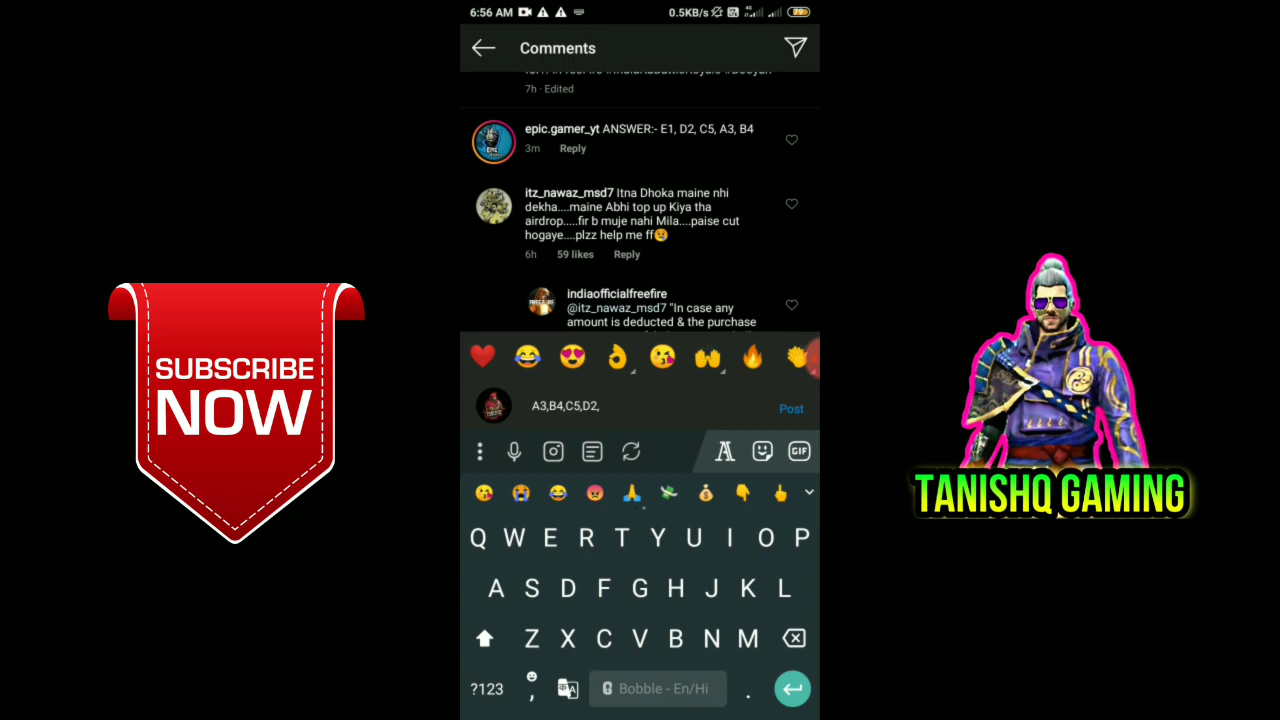 6:56 AM 0.5KB/s 4G 79
Comments
7h · Edited
epic.gamer_yt ANSWER:- E1, D2, C5, A3, B4
3m Reply
itz_nawaz_msd7 Itna Dhoka maine nhi
dekha....maine Abhi top up Kiya tha
airdrop.....fir b muje nahi Mila....paise cut
hogaye....plzz help me ff😢
6h 59 likes Reply
indiaofficialfreefire
@itz_nawaz_msd7 "In case any
amount is deducted & the purchase
A3,B4,C5,D2,
Post
GIF
Q W E R T Y U I O P
A S D F G H J K L
Z X C V B N M
?123 , Bobble - En/Hi .
SUBSCRIBE
NOW
TANISHQ GAMING